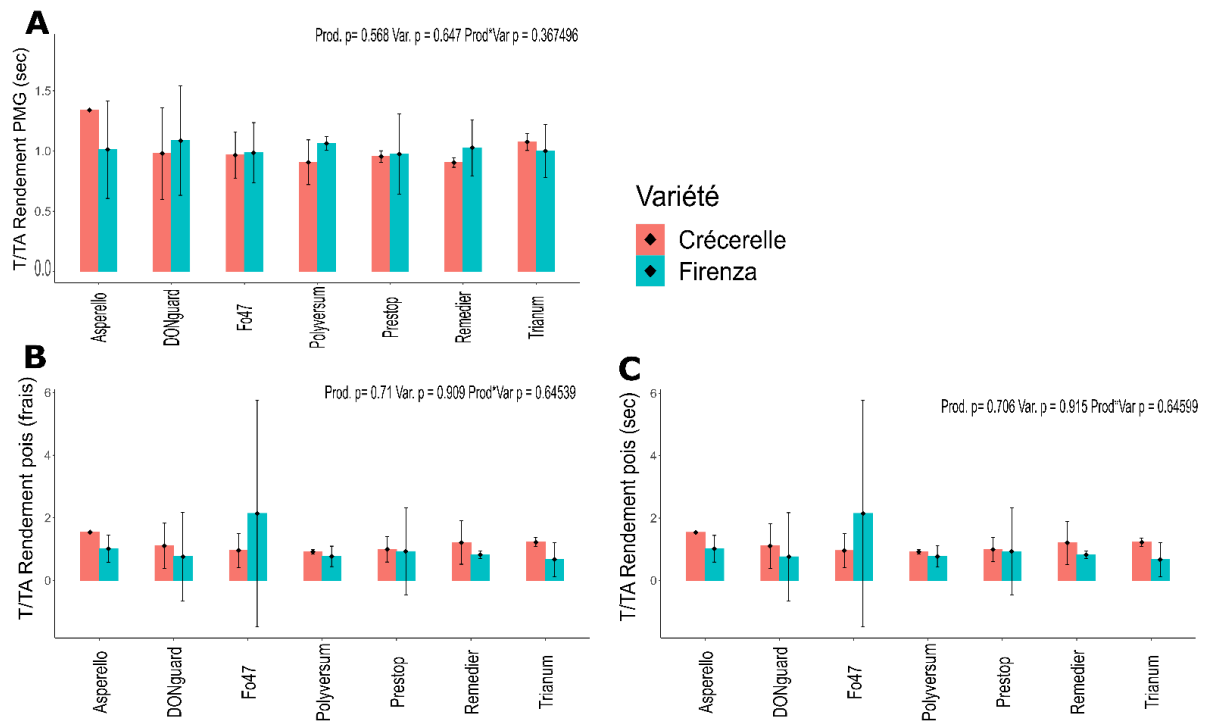 A
Prod. p= 0.568 Var. p = 0.647 Prod*Var p = 0.367496
T/TA Rendement PMG (sec)
1.5
1.0
0.5
0.0
Asperello
DONguard
Fo47
Polyversum
Prestop
Remedier
Trianum
Variété
Crécerelle
Firenza
B
Prod. p= 0.71 Var. p = 0.909 Prod*Var p = 0.64539
T/TA Rendement pois (frais)
6
4
2
0
Asperello
DONguard
Fo47
Polyversum
Prestop
Remedier
Trianum
C
Prod. p= 0.706 Var. p = 0.915 Prod*Var p = 0.64599
T/TA Rendement pois (sec)
6
4
2
0
Asperello
DONguard
Fo47
Polyversum
Prestop
Remedier
Trianum